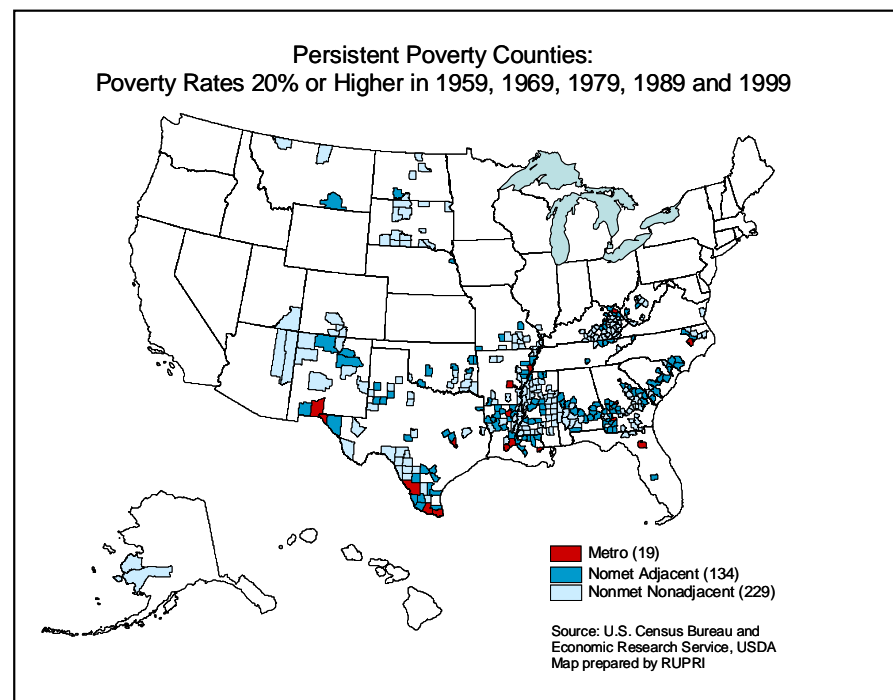 Persistent Poverty Counties:
Poverty Rates 20% or Higher in 1959, 1969, 1979, 1989 and 1999
Metro (19)
Nomet Adjacent (134)
Nonmet Nonadjacent (229)
Source: U.S. Census Bureau and
Economic Research Service, USDA
Map prepared by RUPRI